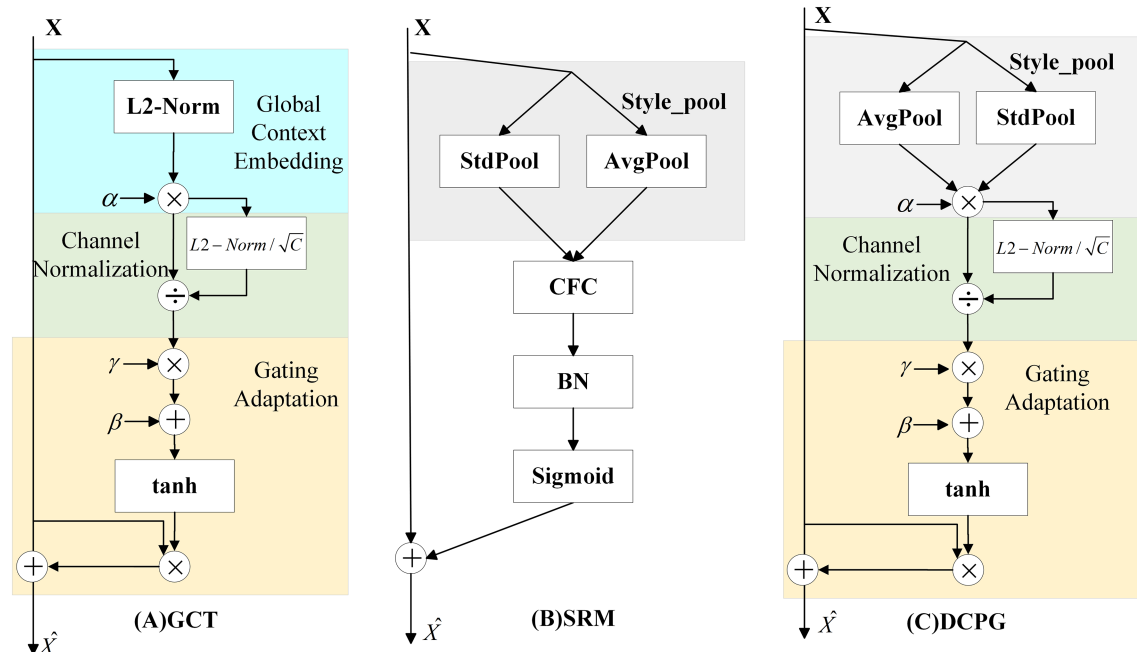 X
L2-Norm
Global
Context
Embedding
α
×
L2 − Norm / √C
Channel
Normalization
÷
γ
×
Gating
Adaptation
β
+
tanh
+
×
X̂
(A)GCT
X
Style_pool
StdPool
AvgPool
CFC
BN
Sigmoid
+
X̂
(B)SRM
X
Style_pool
AvgPool
StdPool
α
×
L2 − Norm / √C
Channel
Normalization
÷
γ
×
Gating
Adaptation
β
+
tanh
+
×
X̂
(C)DCPG